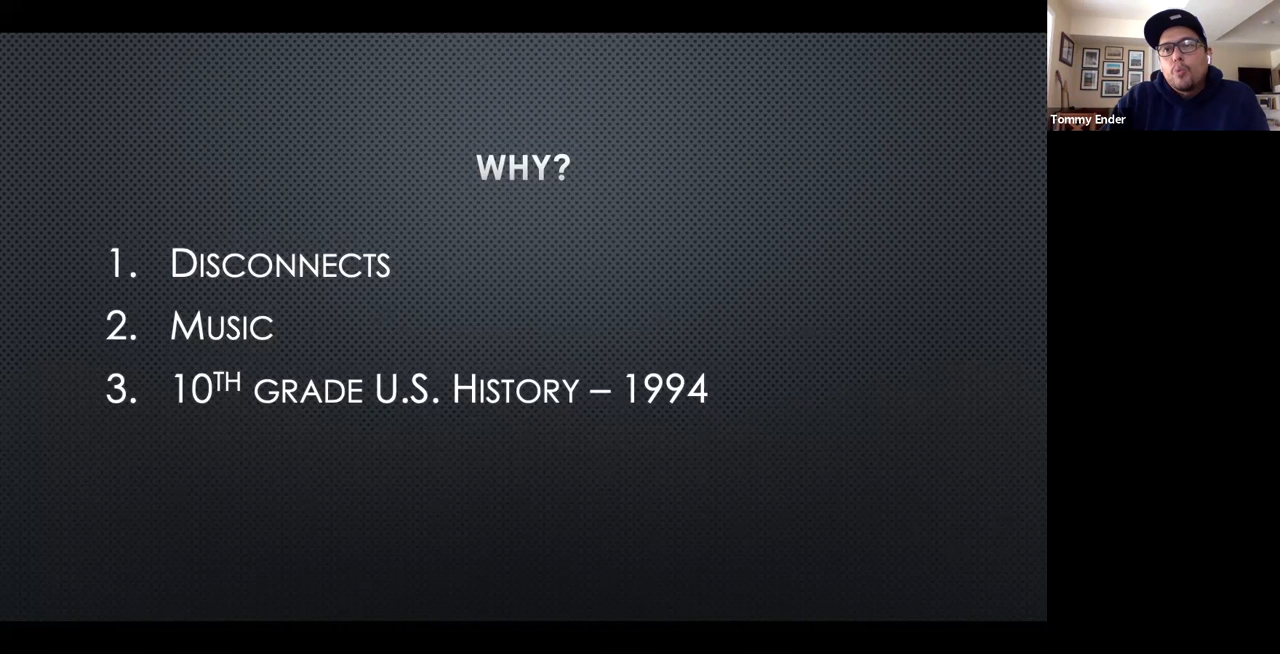 WHY?
1. Disconnects
2. Music
3. 10TH grade U.S. History – 1994
Tommy Ender